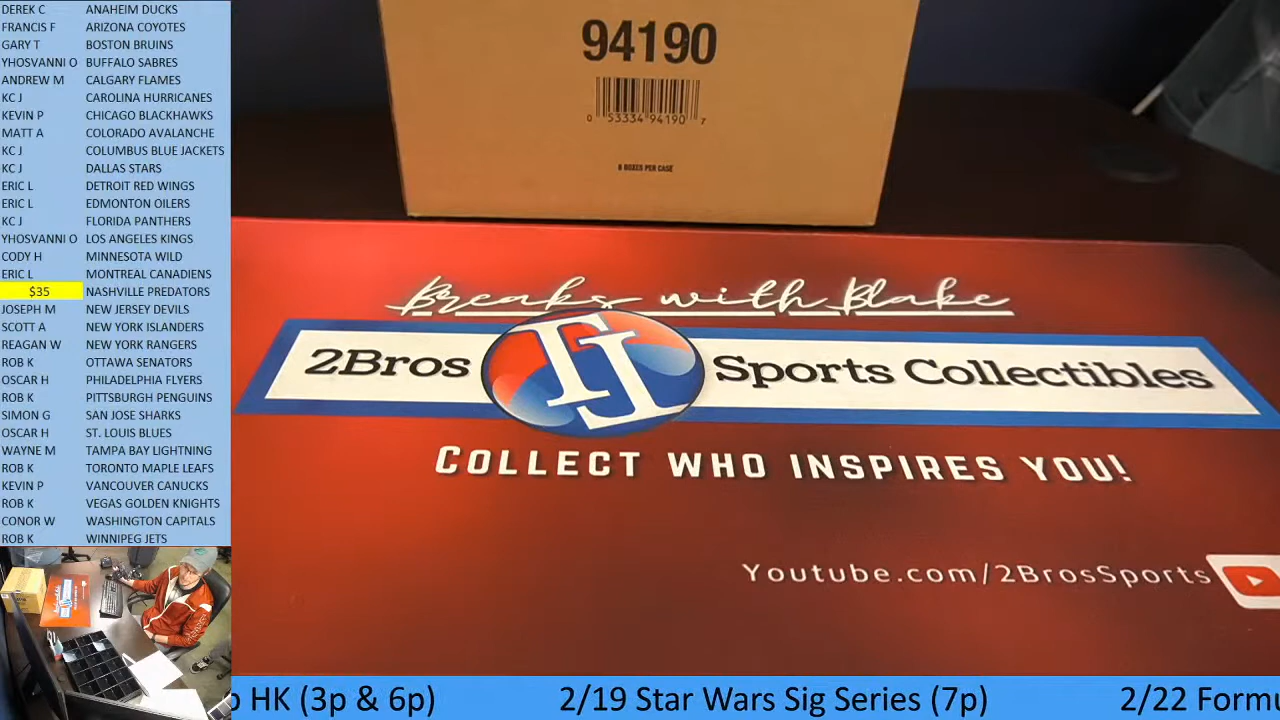 DEREK C ANAHEIM DUCKS
FRANCIS F ARIZONA COYOTES
GARY T BOSTON BRUINS
YHOSVANNI O BUFFALO SABRES
ANDREW M CALGARY FLAMES
KC J CAROLINA HURRICANES
KEVIN P CHICAGO BLACKHAWKS
MATT A COLORADO AVALANCHE
KC J COLUMBUS BLUE JACKETS
KC J DALLAS STARS
ERIC L DETROIT RED WINGS
ERIC L EDMONTON OILERS
KC J FLORIDA PANTHERS
YHOSVANNI O LOS ANGELES KINGS
CODY H MINNESOTA WILD
ERIC L MONTREAL CANADIENS
$35 NASHVILLE PREDATORS
JOSEPH M NEW JERSEY DEVILS
SCOTT A NEW YORK ISLANDERS
REAGAN W NEW YORK RANGERS
ROB K OTTAWA SENATORS
OSCAR H PHILADELPHIA FLYERS
ROB K PITTSBURGH PENGUINS
SIMON G SAN JOSE SHARKS
OSCAR H ST. LOUIS BLUES
WAYNE M TAMPA BAY LIGHTNING
ROB K TORONTO MAPLE LEAFS
KEVIN P VANCOUVER CANUCKS
ROB K VEGAS GOLDEN KNIGHTS
CONOR W WASHINGTON CAPITALS
ROB K WINNIPEG JETS
94190
0 53334 94190 7
8 BOXES PER CASE
Breaks with Blake
2Bros Sports Collectibles
COLLECT WHO INSPIRES YOU!
Youtube.com/2BrosSports
HK (3p & 6p) 2/19 Star Wars Sig Series (7p) 2/22